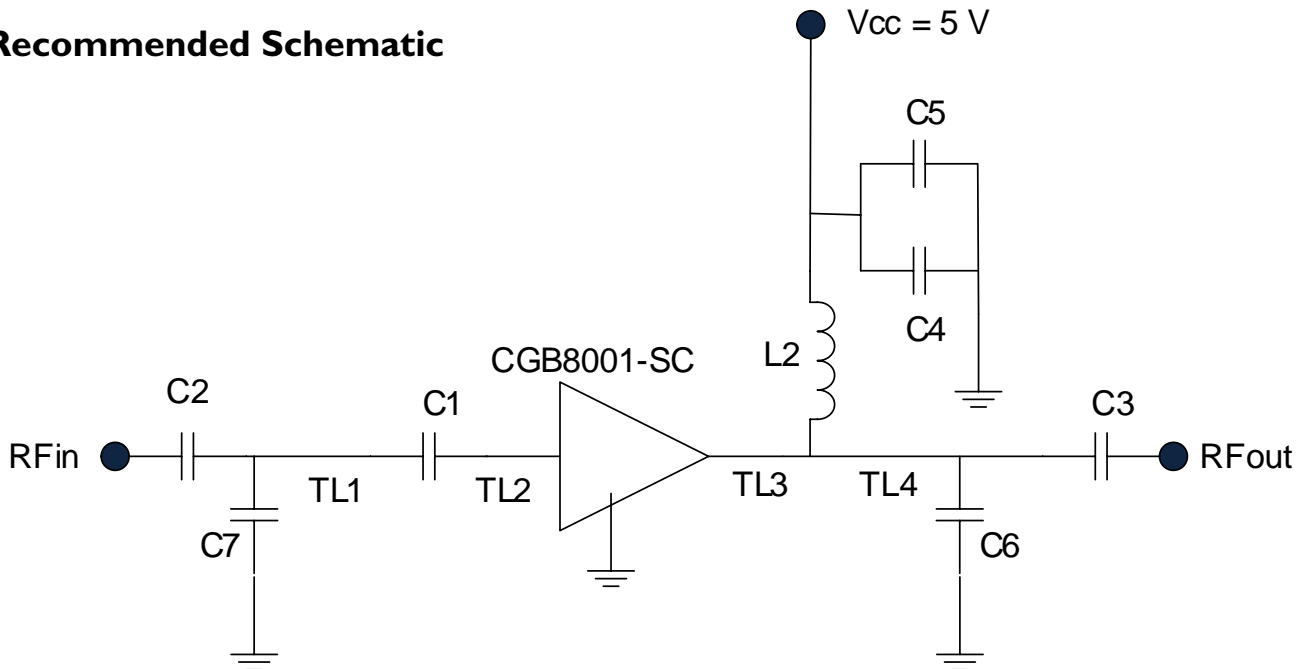 Recommended Schematic
Vcc = 5 V
C5
C4
L2
CGB8001-SC
C2
C1
C3
RFin
RFout
TL1
TL2
TL3
TL4
C7
C6